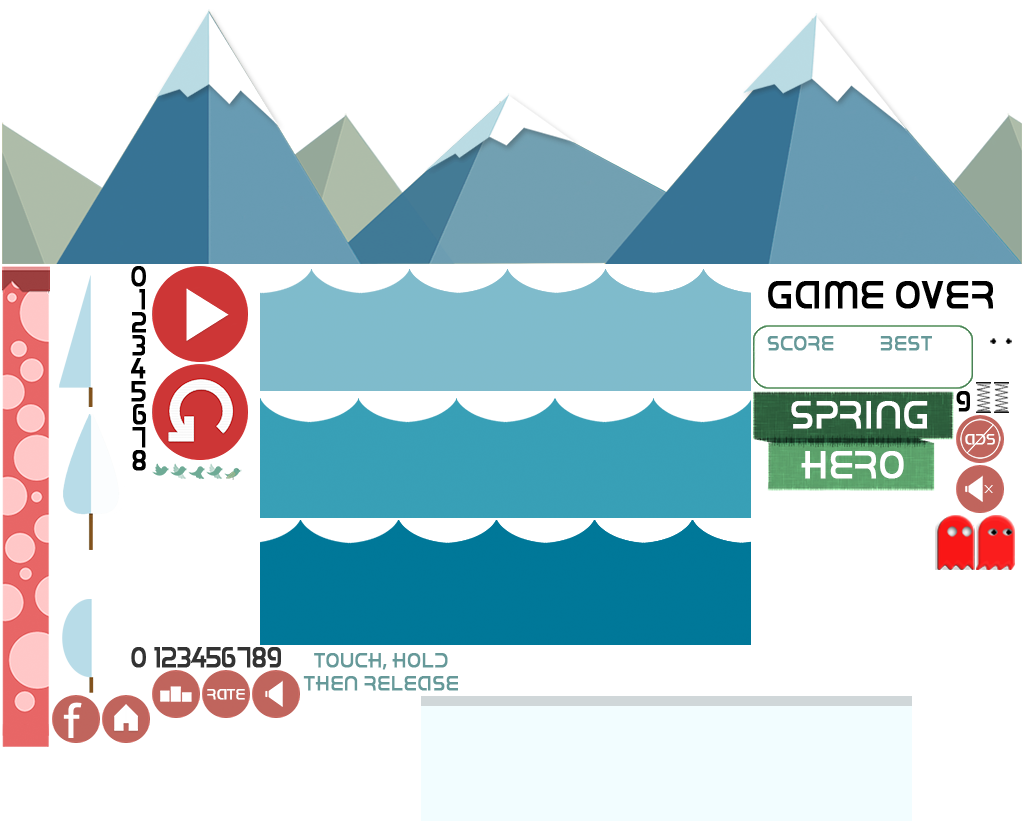 0
1
2
3
4
5
6
7
8
GAME OVER
SCORE BEST
9
SPRING
HERO
ADS
0 123456789
TOUCH, HOLD
THEN RELEASE
RATE
f